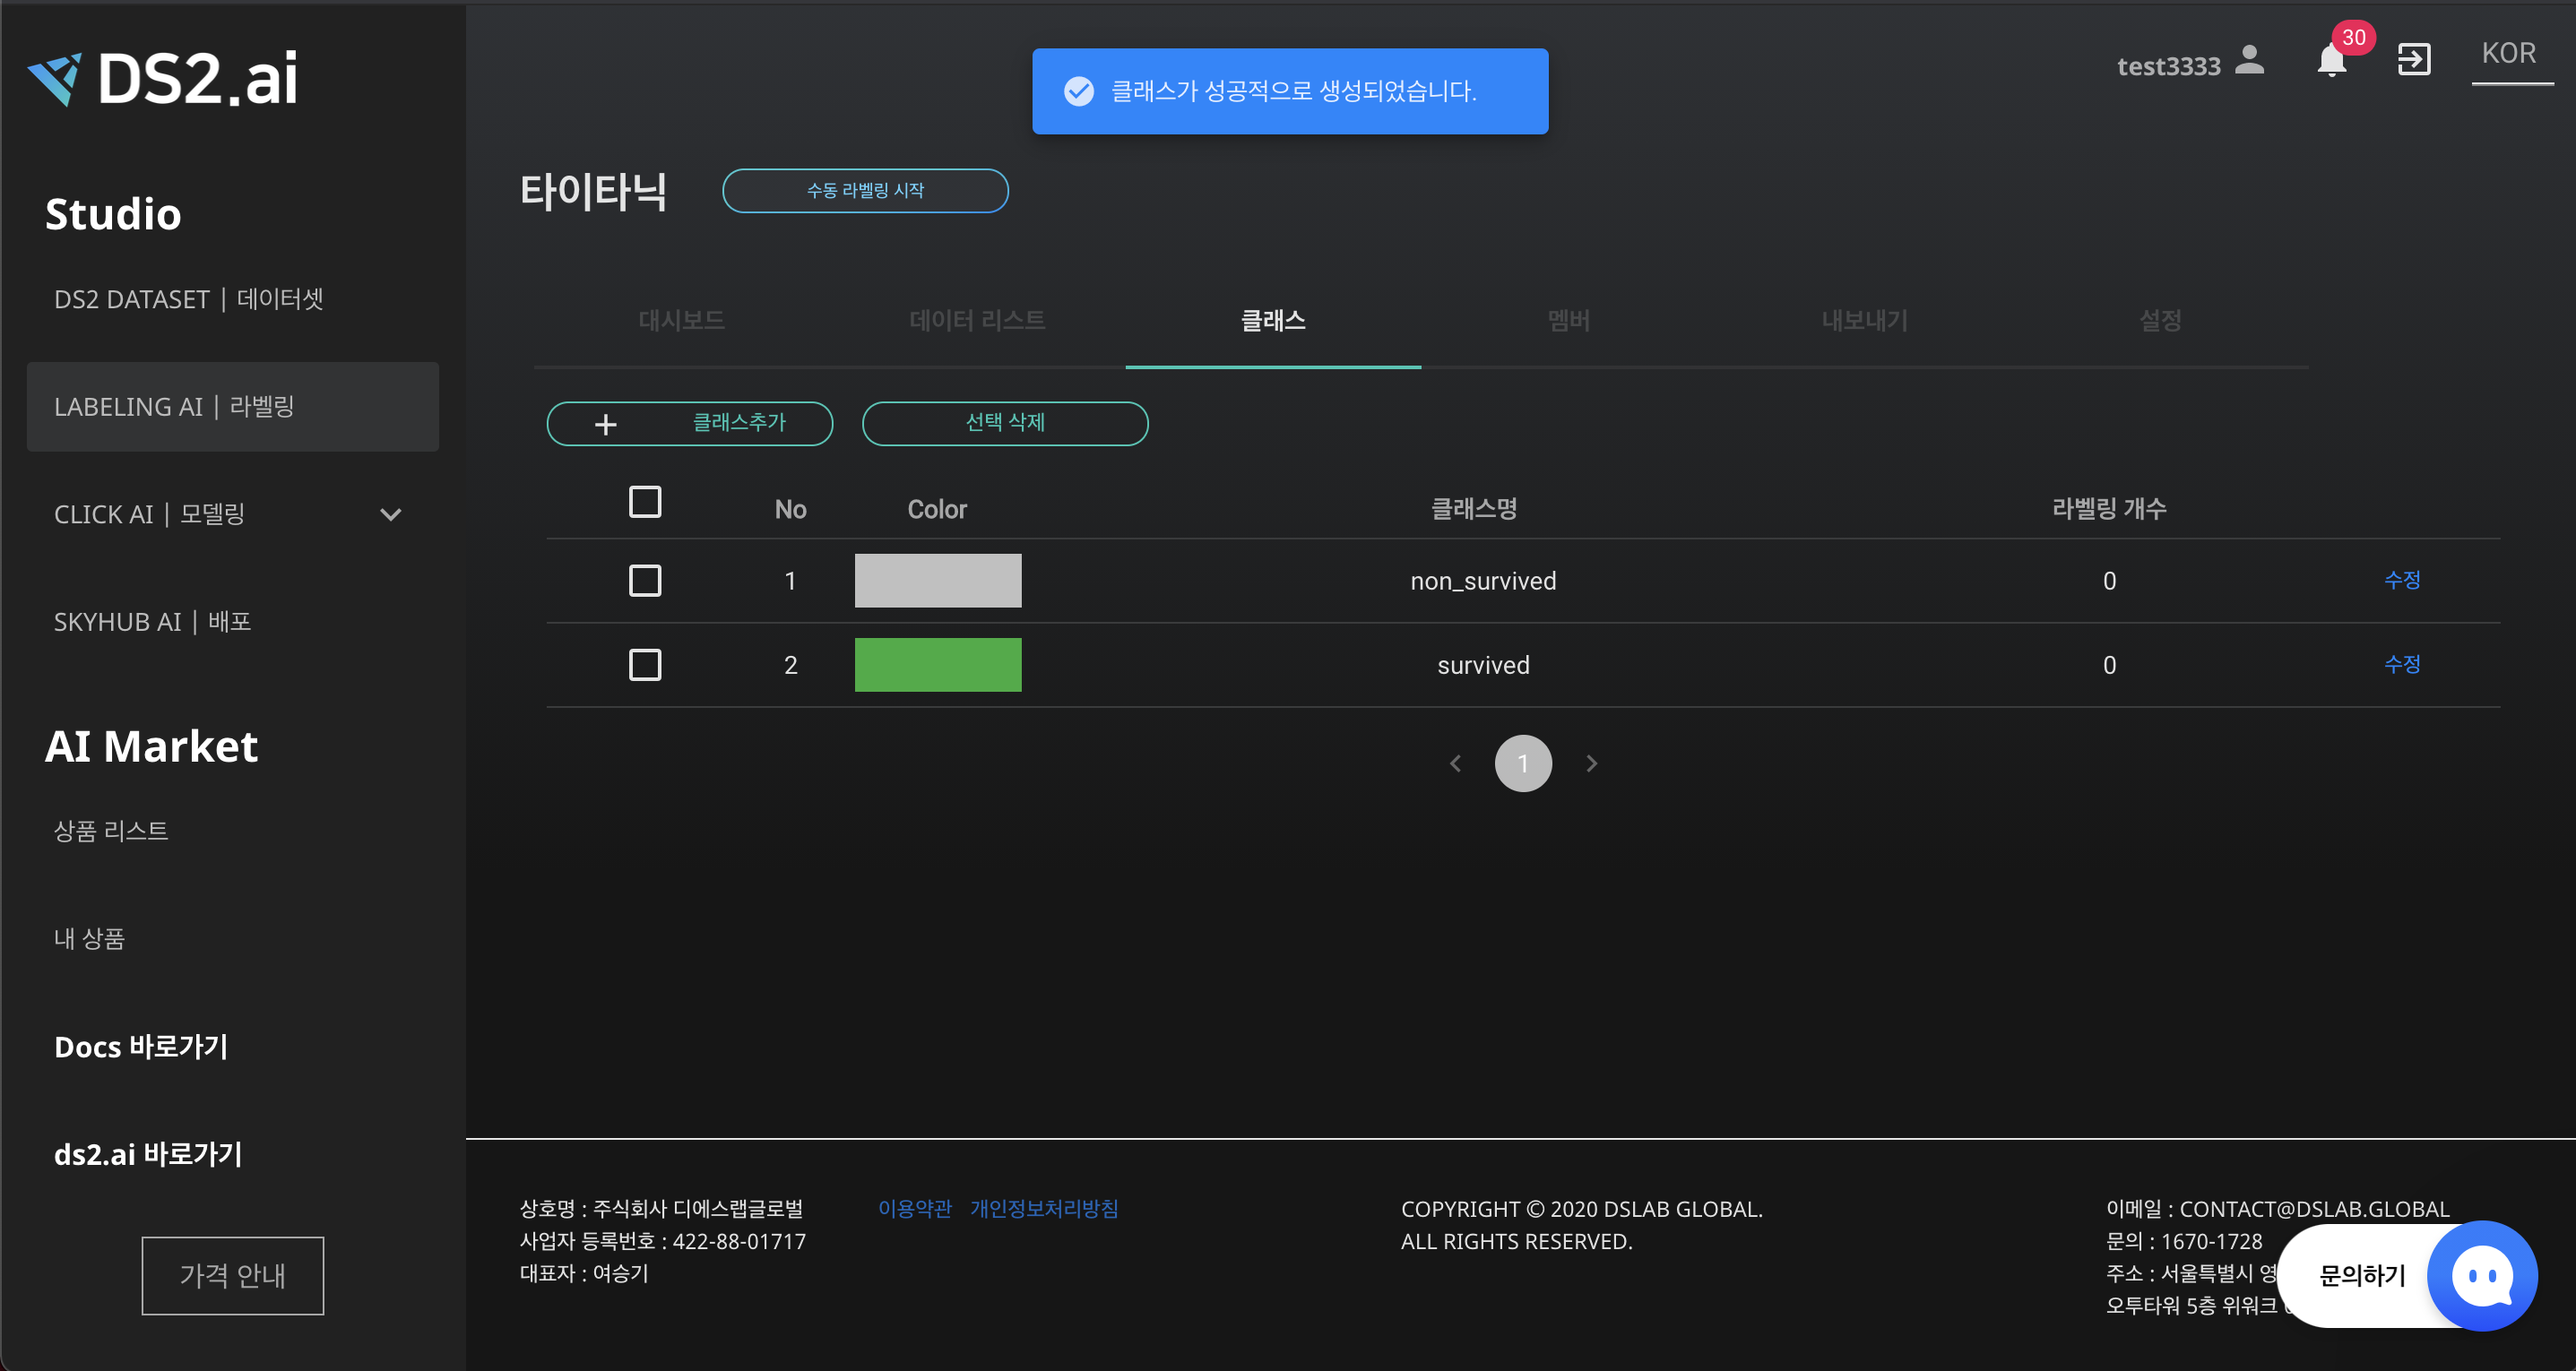 DS2.ai
클래스가 성공적으로 생성되었습니다.
test3333
30
KOR
Studio
DS2 DATASET | 데이터셋
LABELING AI | 라벨링
CLICK AI | 모델링
SKYHUB AI | 배포
AI Market
상품 리스트
내 상품
Docs 바로가기
ds2.ai 바로가기
가격 안내
타이타닉
수동 라벨링 시작
대시보드 데이터 리스트 클래스 멤버 내보내기 설정
+ 클래스추가 선택 삭제
No Color 클래스명 라벨링 개수
1 non_survived 0 수정
2 survived 0 수정
1
상호명 : 주식회사 디에스랩글로벌
사업자 등록번호 : 422-88-01717
대표자 : 여승기
이용약관 개인정보처리방침
COPYRIGHT © 2020 DSLAB GLOBAL.
ALL RIGHTS RESERVED.
이메일 : CONTACT@DSLAB.GLOBAL
문의 : 1670-1728
주소 : 서울특별시 영
오투타워 5층 위워크
문의하기